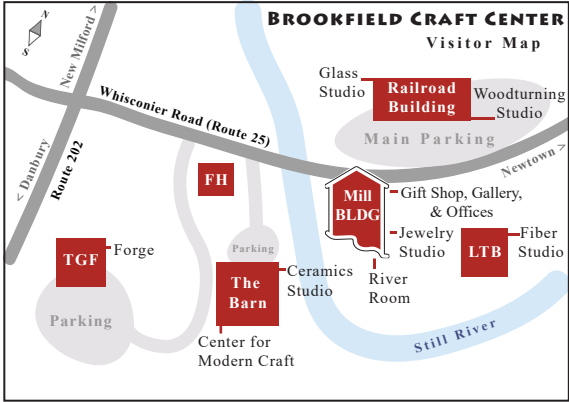 BROOKFIELD CRAFT CENTER
Visitor Map
N
S
New Milford >
Whisconier Road (Route 25)
Glass
Studio
Railroad
Building
Woodturning
Studio
Main Parking
Newtown >
< Danbury
Route 202
FH
Mill
BLDG
Gift Shop, Gallery,
& Offices
Jewelry
Studio
LTB
Fiber
Studio
TGF
Forge
Parking
The
Barn
Ceramics
Studio
River
Room
Parking
Center for
Modern Craft
Still River